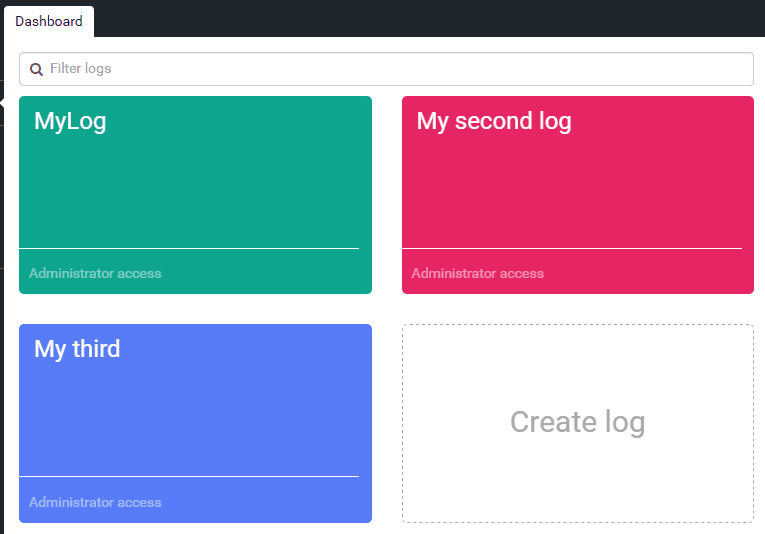 Dashboard
Filter logs
MyLog
My second log
Administrator access
Administrator access
My third
Create log
Administrator access